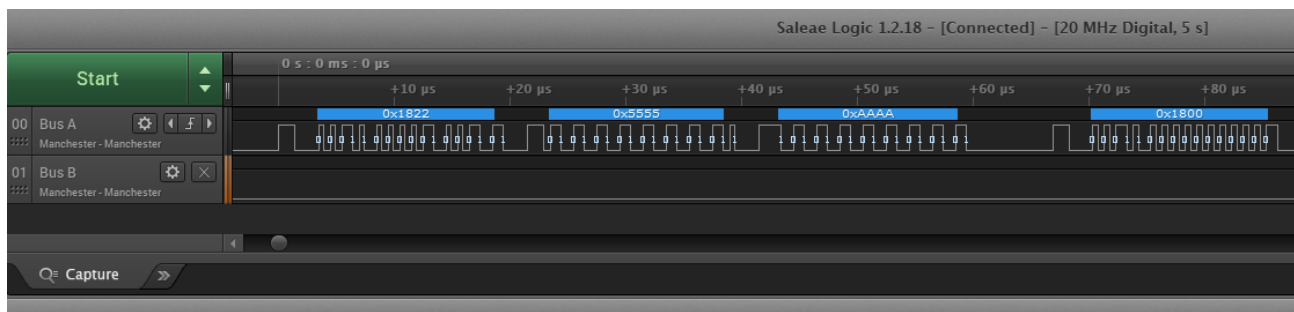 Saleae Logic 1.2.18 - [Connected] - [20 MHz Digital, 5 s]
Start
0 s : 0 ms : 0 µs
+10 µs +20 µs +30 µs +40 µs +50 µs +60 µs +70 µs +80 µs
0x1822 0x5555 0xAAAA 0x1800
00 Bus A
Manchester - Manchester
01 Bus B
Manchester - Manchester
Capture